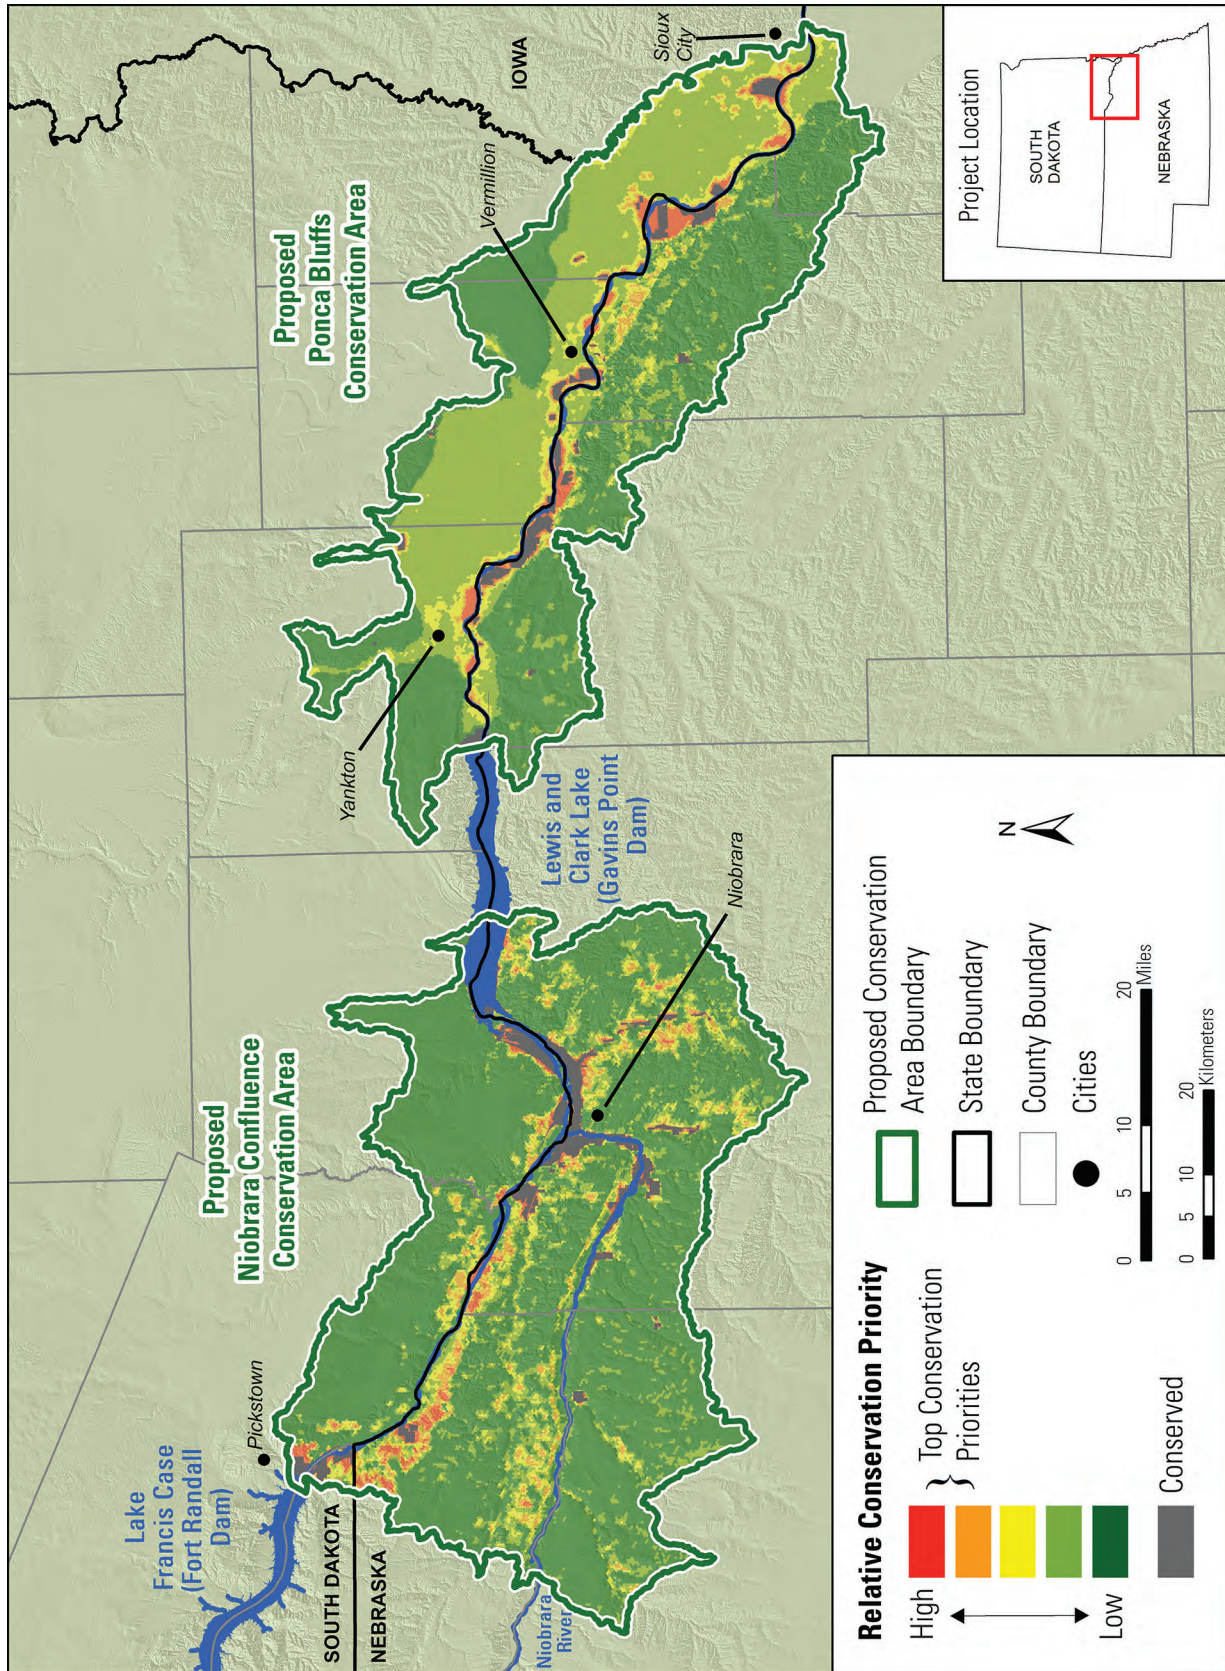 Lake
Francis Case
(Fort Randall
Dam)
Pickstown
SOUTH DAKOTA
NEBRASKA
Niobrara
River
Proposed
Niobrara Confluence
Conservation Area
Niobrara
Lewis and
Clark Lake
(Gavins Point
Dam)
Yankton
Proposed
Ponca Bluffs
Conservation Area
Vermillion
IOWA
Sioux
City
Relative Conservation Priority
High
Low
Top Conservation
Priorities
Conserved
Proposed Conservation
Area Boundary
State Boundary
County Boundary
Cities
N
0 5 10 20
Miles
0 5 10 20
Kilometers
Project Location
SOUTH
DAKOTA
NEBRASKA